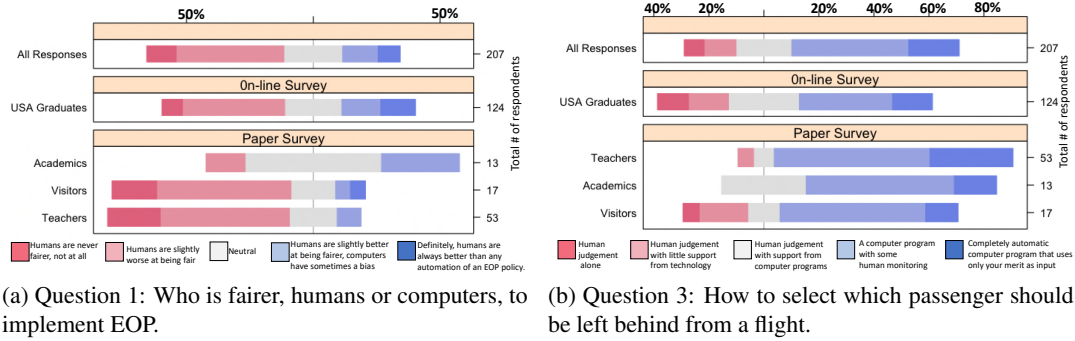 50% 50%
All Responses 207
0n-line Survey
USA Graduates 124
Paper Survey
Academics 13
Visitors 17
Teachers 53
Total # of respondents
Humans are never
fairer, not at all
Humans are slightly
worse at being fair
Neutral
Humans are slightly better
at being fairer, computers
have sometimes a bias
Definitely, humans are
always better than any
automation of an EOP policy.
(a) Question 1: Who is fairer, humans or computers, to
implement EOP.
40% 20% 20% 40% 60% 80%
All Responses 207
0n-line Survey
USA Graduates 124
Paper Survey
Teachers 53
Academics 13
Visitors 17
Total # of respondents
Human
judgement
alone
Human judgement
with little support
from technology
Human judgement
with support from
computer programs
A computer program
with some
human monitoring
Completely automatic
computer program that uses
only your merit as input
(b) Question 3: How to select which passenger should
be left behind from a flight.